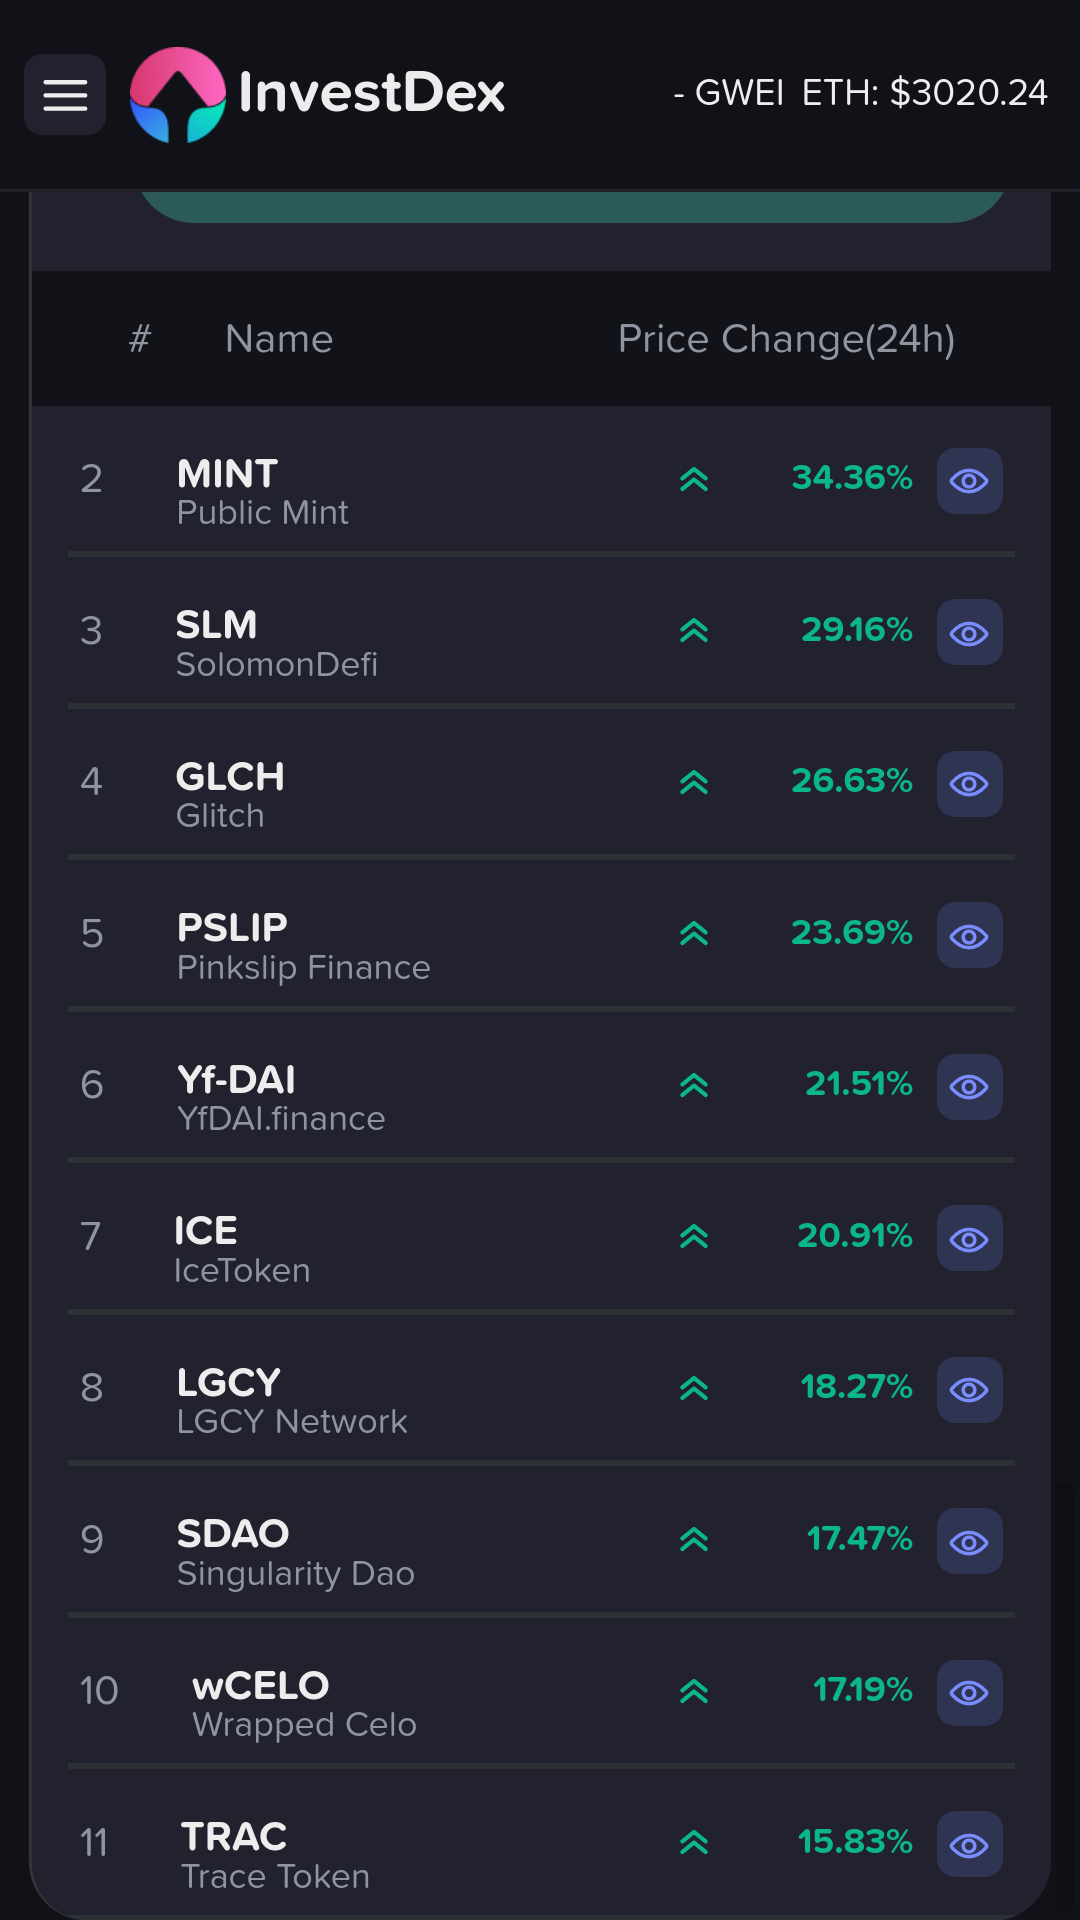 InvestDex - GWEI ETH: $3020.24
# Name Price Change(24h)
2 MINT 34.36%
Public Mint
3 SLM 29.16%
SolomonDefi
4 GLCH 26.63%
Glitch
5 PSLIP 23.69%
Pinkslip Finance
6 Yf-DAI 21.51%
YfDAI.finance
7 ICE 20.91%
IceToken
8 LGCY 18.27%
LGCY Network
9 SDAO 17.47%
Singularity Dao
10 wCELO 17.19%
Wrapped Celo
11 TRAC 15.83%
Trace Token